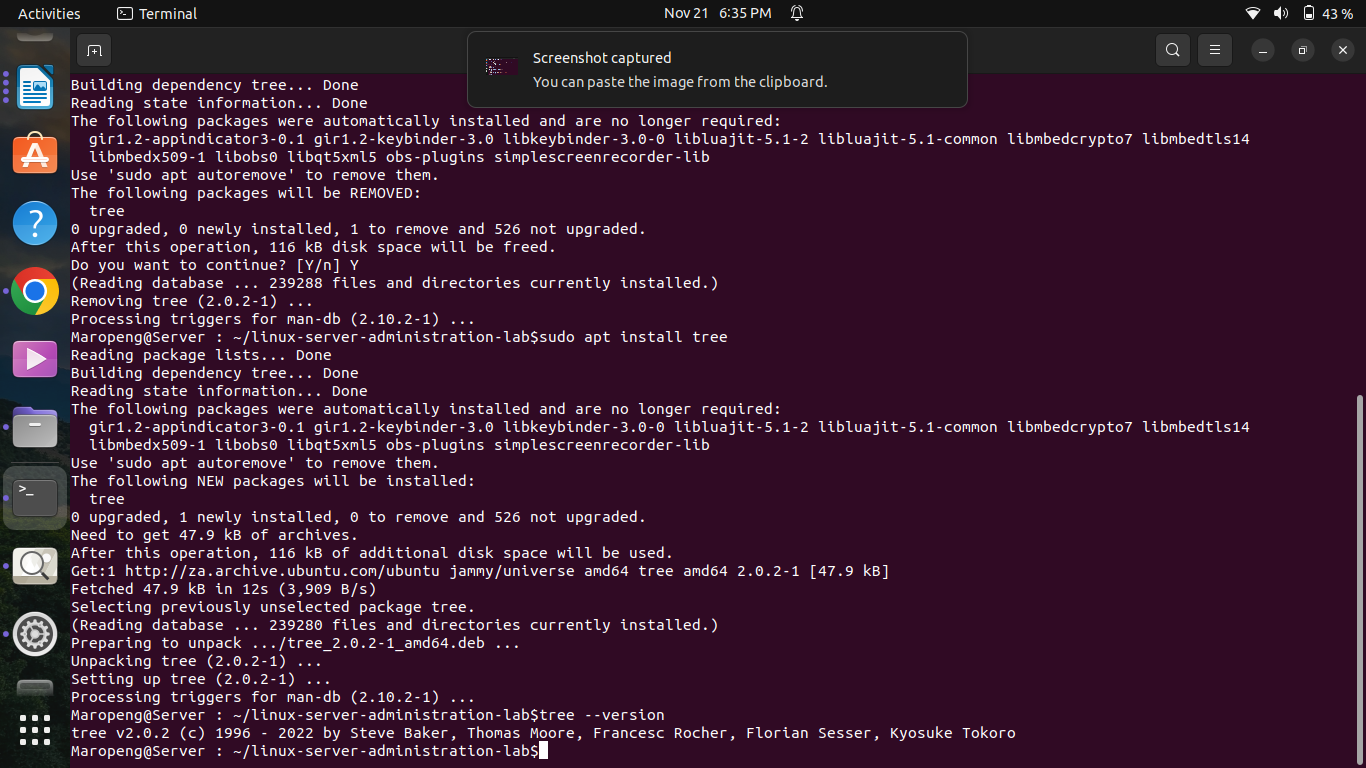 Activities
Terminal
Nov 21 6:35 PM
43 %
Screenshot captured
You can paste the image from the clipboard.
Building dependency tree... Done
Reading state information... Done
The following packages were automatically installed and are no longer required:
  gir1.2-appindicator3-0.1 gir1.2-keybinder-3.0 libkeybinder-3.0-0 libluajit-5.1-2 libluajit-5.1-common libmbedcrypto7 libmbedtls14
  libmbedx509-1 libobs0 libqt5xml5 obs-plugins simplescreenrecorder-lib
Use 'sudo apt autoremove' to remove them.
The following packages will be REMOVED:
  tree
0 upgraded, 0 newly installed, 1 to remove and 526 not upgraded.
After this operation, 116 kB disk space will be freed.
Do you want to continue? [Y/n] Y
(Reading database ... 239288 files and directories currently installed.)
Removing tree (2.0.2-1) ...
Processing triggers for man-db (2.10.2-1) ...
Maropeng@Server : ~/linux-server-administration-lab$sudo apt install tree
Reading package lists... Done
Building dependency tree... Done
Reading state information... Done
The following packages were automatically installed and are no longer required:
  gir1.2-appindicator3-0.1 gir1.2-keybinder-3.0 libkeybinder-3.0-0 libluajit-5.1-2 libluajit-5.1-common libmbedcrypto7 libmbedtls14
  libmbedx509-1 libobs0 libqt5xml5 obs-plugins simplescreenrecorder-lib
Use 'sudo apt autoremove' to remove them.
The following NEW packages will be installed:
  tree
0 upgraded, 1 newly installed, 0 to remove and 526 not upgraded.
Need to get 47.9 kB of archives.
After this operation, 116 kB of additional disk space will be used.
Get:1 http://za.archive.ubuntu.com/ubuntu jammy/universe amd64 tree amd64 2.0.2-1 [47.9 kB]
Fetched 47.9 kB in 12s (3,909 B/s)
Selecting previously unselected package tree.
(Reading database ... 239280 files and directories currently installed.)
Preparing to unpack .../tree_2.0.2-1_amd64.deb ...
Unpacking tree (2.0.2-1) ...
Setting up tree (2.0.2-1) ...
Processing triggers for man-db (2.10.2-1) ...
Maropeng@Server : ~/linux-server-administration-lab$tree --version
tree v2.0.2 (c) 1996 - 2022 by Steve Baker, Thomas Moore, Francesc Rocher, Florian Sesser, Kyosuke Tokoro
Maropeng@Server : ~/linux-server-administration-lab$